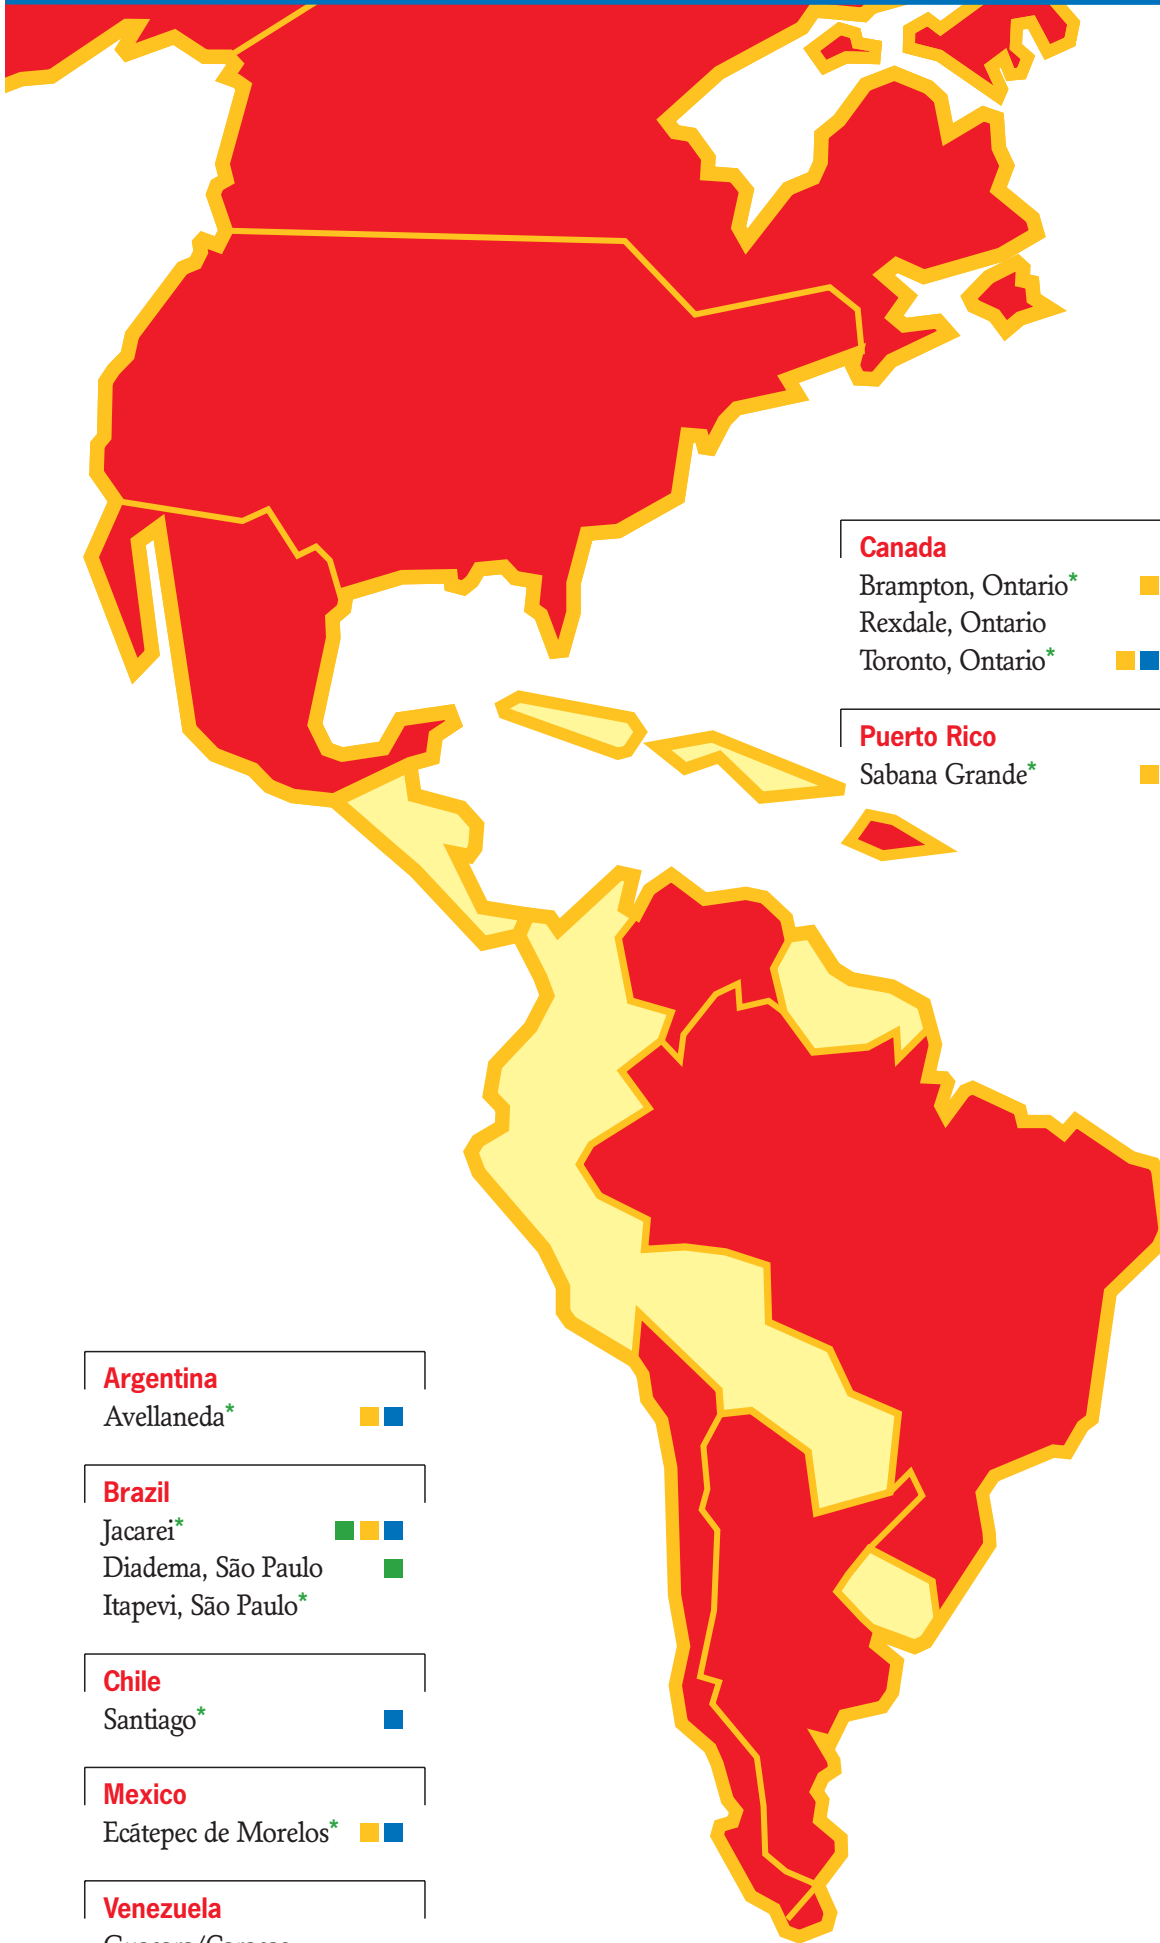 Canada
Brampton, Ontario*
Rexdale, Ontario
Toronto, Ontario*
Puerto Rico
Sabana Grande*
Argentina
Avellaneda*
Brazil
Jacarei*
Diadema, São Paulo
Itapevi, São Paulo*
Chile
Santiago*
Mexico
Ecátepec de Morelos*
Venezuela